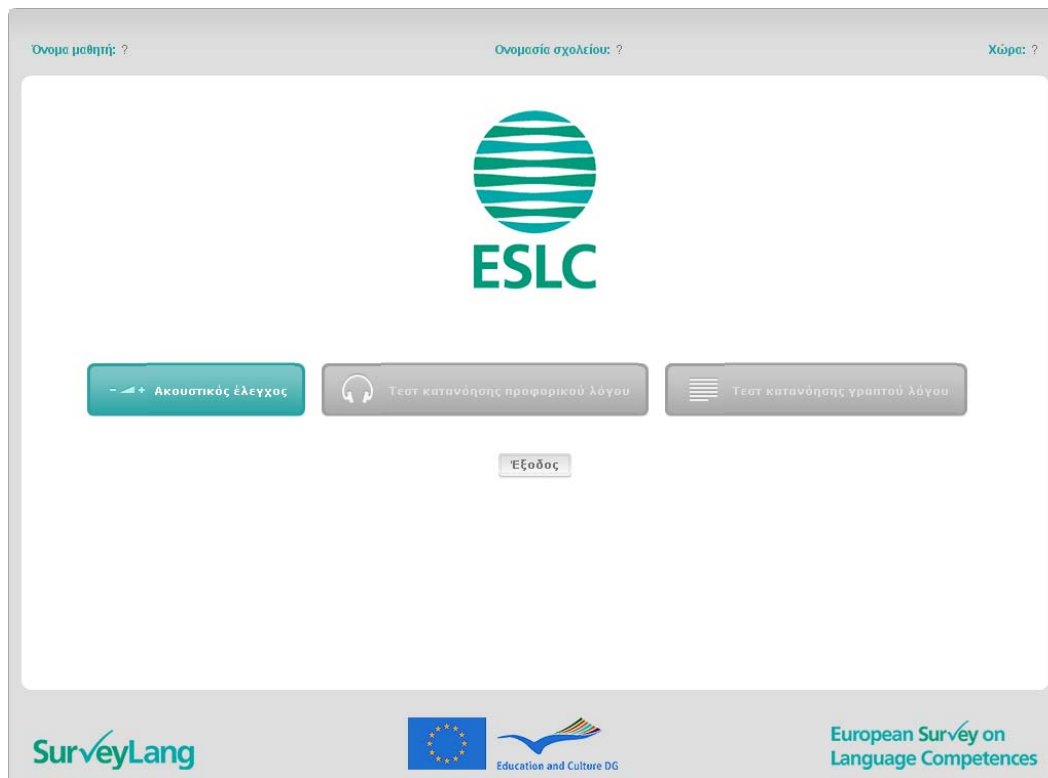 Όνομα μαθητή: ?
Ονομασία σχολείου: ?
Χώρα: ?
ESLC
- + Ακουστικός έλεγχος
Τεστ κατανόησης προφορικού λόγου
Τεστ κατανόησης γραπτού λόγου
Έξοδος
SurveyLang
Education and Culture DG
European Survey on
Language Competences